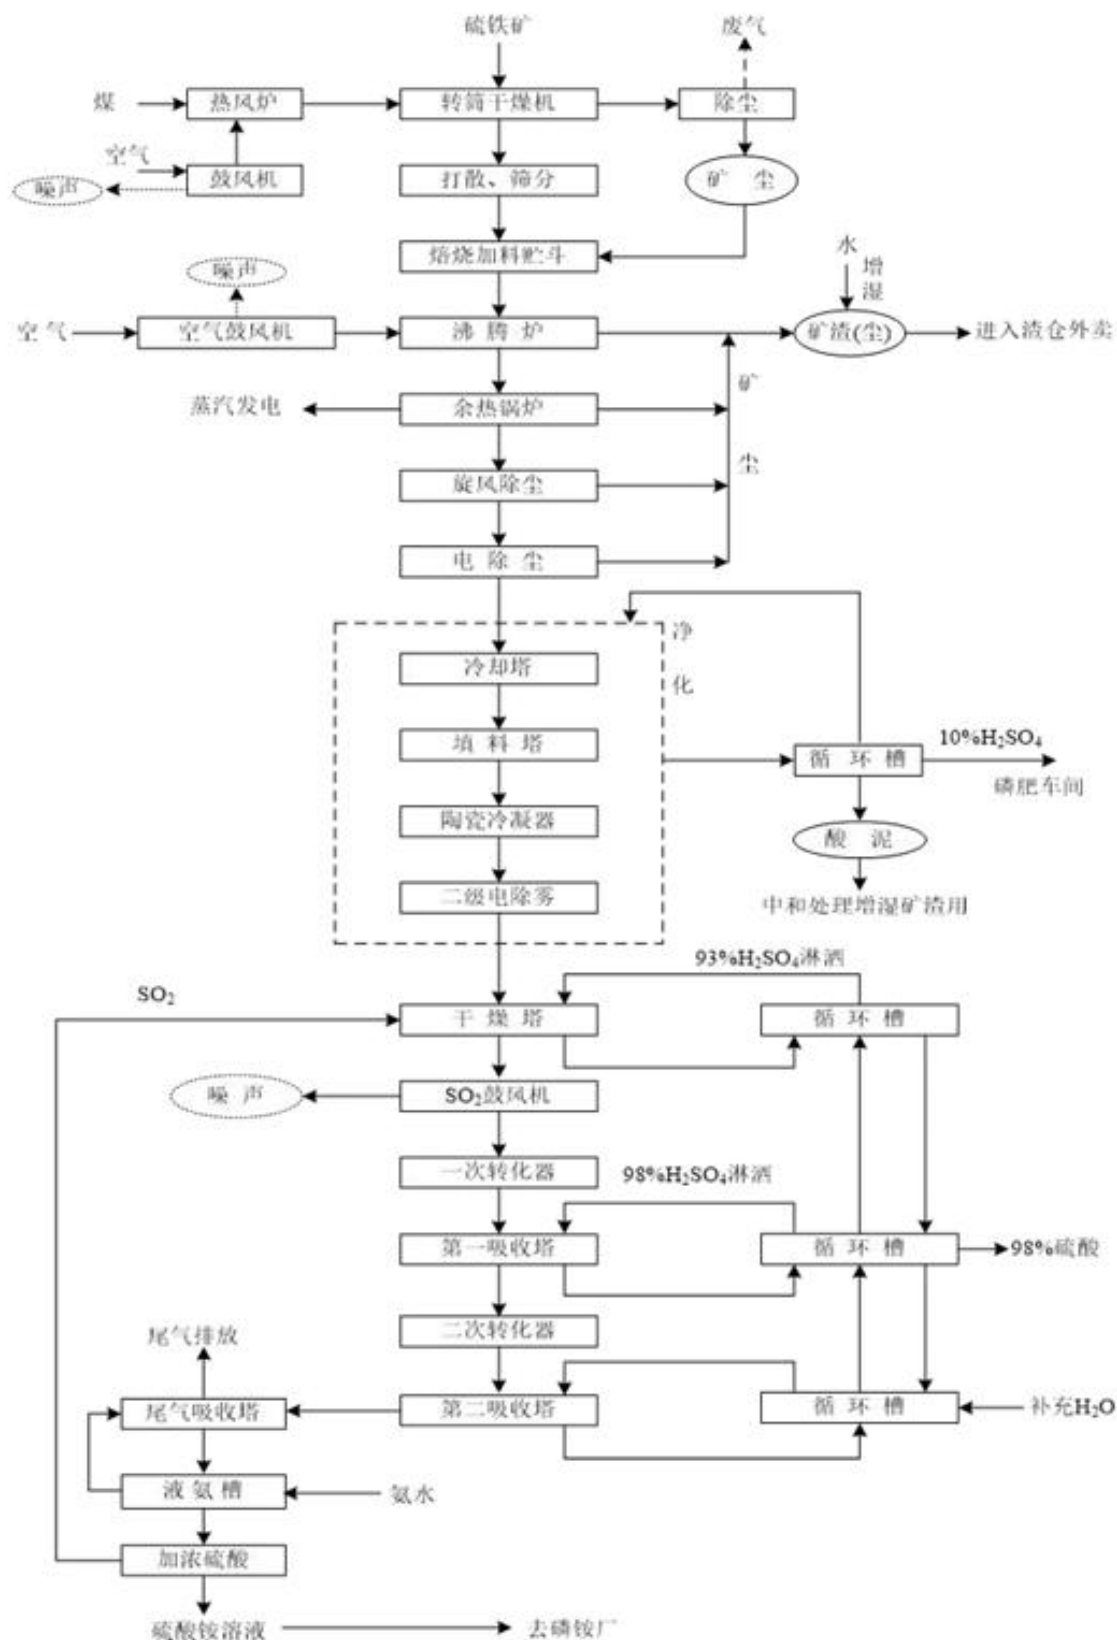 硫铁矿
废气
煤
热风炉
转筒干燥机
除尘
空气
噪声
鼓风机
打散、筛分
矿 尘
焙烧加料贮斗
水
增湿
噪声
空气
空气鼓风机
沸腾炉
矿渣(尘)
进入渣仓外卖
矿尘
蒸汽发电
余热锅炉
旋风除尘
电除尘
净化
冷却塔
填料塔
循环槽
10%H₂SO₄
磷肥车间
陶瓷冷凝器
酸 泥
二级电除雾
中和处理增湿矿渣用
93%H₂SO₄淋洒
SO₂
干燥塔
循环槽
噪声
SO₂鼓风机
一次转化器
98%H₂SO₄淋洒
第一吸收塔
循环槽
98%硫酸
二次转化器
尾气排放
尾气吸收塔
第二吸收塔
循环槽
补充H₂O
液氨槽
氨水
加浓硫酸
硫酸铵溶液
去磷铵厂